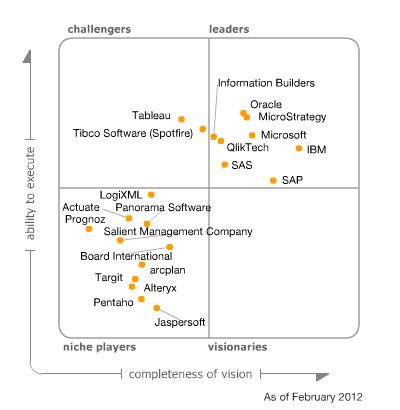 challengers
leaders
Information Builders
Oracle
Tableau
MicroStrategy
Tibco Software (Spotfire)
Microsoft
QlikTech
IBM
SAS
SAP
ability to execute
LogiXML
Actuate
Panorama Software
Prognoz
Salient Management Company
Board International
arcplan
Targit
Alteryx
Pentaho
Jaspersoft
niche players
visionaries
completeness of vision
As of February 2012